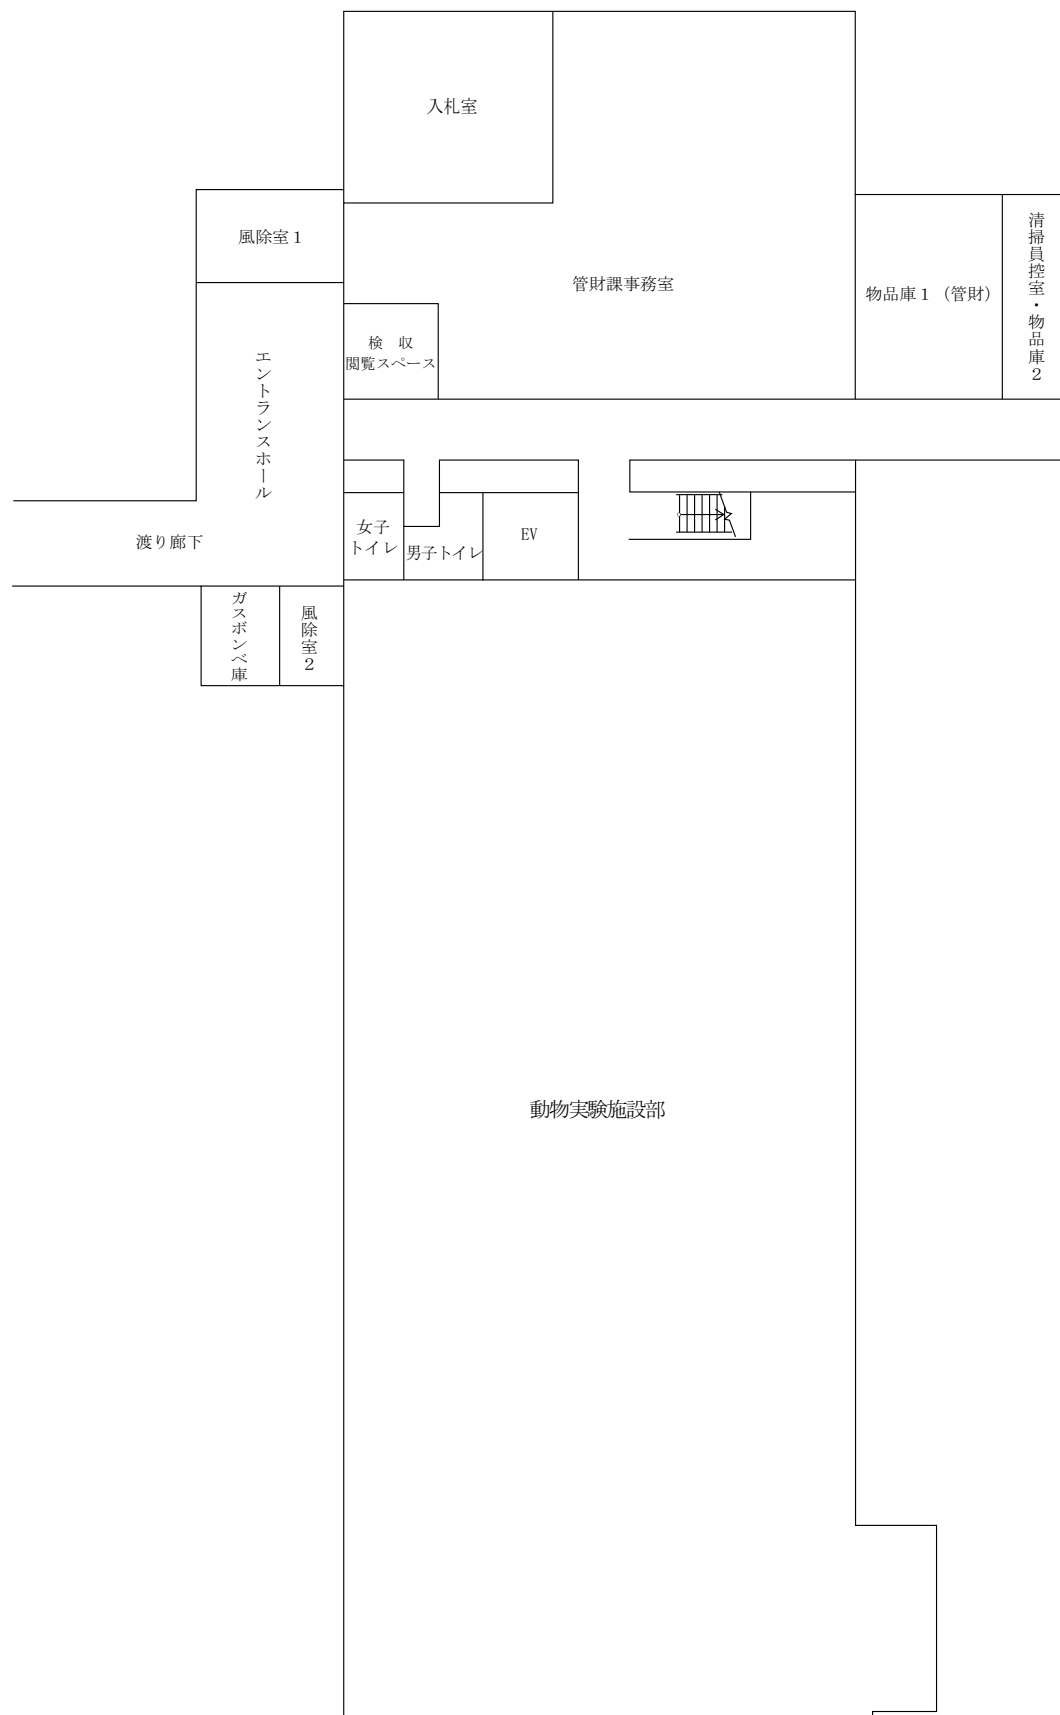 入札室
風除室１
管財課事務室
物品庫１（管財）
清掃員控室・物品庫２
検　収
閲覧スペース
エントランスホール
渡り廊下
女子
トイレ
男子トイレ
EV
ガスボンベ庫
風除室２
動物実験施設部